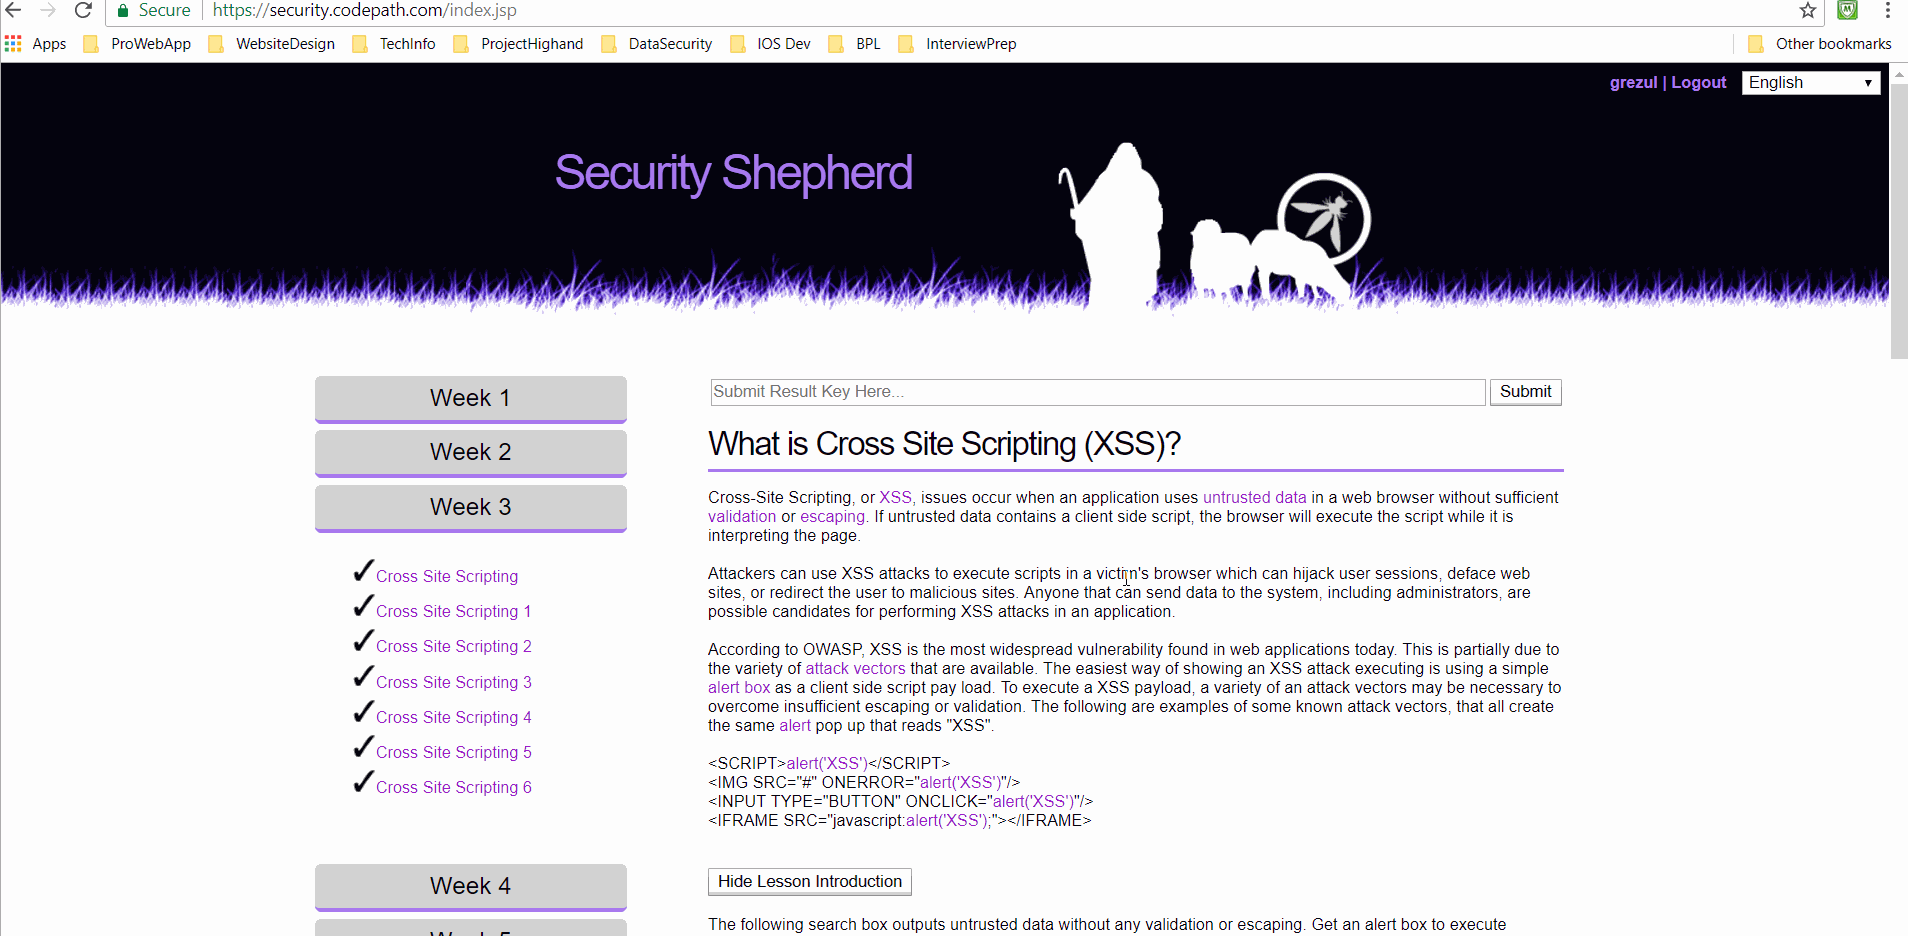 Secure https://security.codepath.com/index.jsp
Apps ProWebApp WebsiteDesign TechInfo ProjectHighand DataSecurity IOS Dev BPL InterviewPrep Other bookmarks
grezul | Logout English
Security Shepherd
Week 1
Week 2
Week 3
Cross Site Scripting
Cross Site Scripting 1
Cross Site Scripting 2
Cross Site Scripting 3
Cross Site Scripting 4
Cross Site Scripting 5
Cross Site Scripting 6
Week 4
Week 5
Submit Result Key Here... Submit
What is Cross Site Scripting (XSS)?
Cross-Site Scripting, or XSS, issues occur when an application uses untrusted data in a web browser without sufficient
validation or escaping. If untrusted data contains a client side script, the browser will execute the script while it is
interpreting the page.
Attackers can use XSS attacks to execute scripts in a victim's browser which can hijack user sessions, deface web
sites, or redirect the user to malicious sites. Anyone that can send data to the system, including administrators, are
possible candidates for performing XSS attacks in an application.
According to OWASP, XSS is the most widespread vulnerability found in web applications today. This is partially due to
the variety of attack vectors that are available. The easiest way of showing an XSS attack executing is using a simple
alert box as a client side script pay load. To execute a XSS payload, a variety of an attack vectors may be necessary to
overcome insufficient escaping or validation. The following are examples of some known attack vectors, that all create
the same alert pop up that reads "XSS".
<SCRIPT>alert('XSS')</SCRIPT>
<IMG SRC="#" ONERROR="alert('XSS')"/>
<INPUT TYPE="BUTTON" ONCLICK="alert('XSS')"/>
<IFRAME SRC="javascript:alert('XSS');"></IFRAME>
Hide Lesson Introduction
The following search box outputs untrusted data without any validation or escaping. Get an alert box to execute